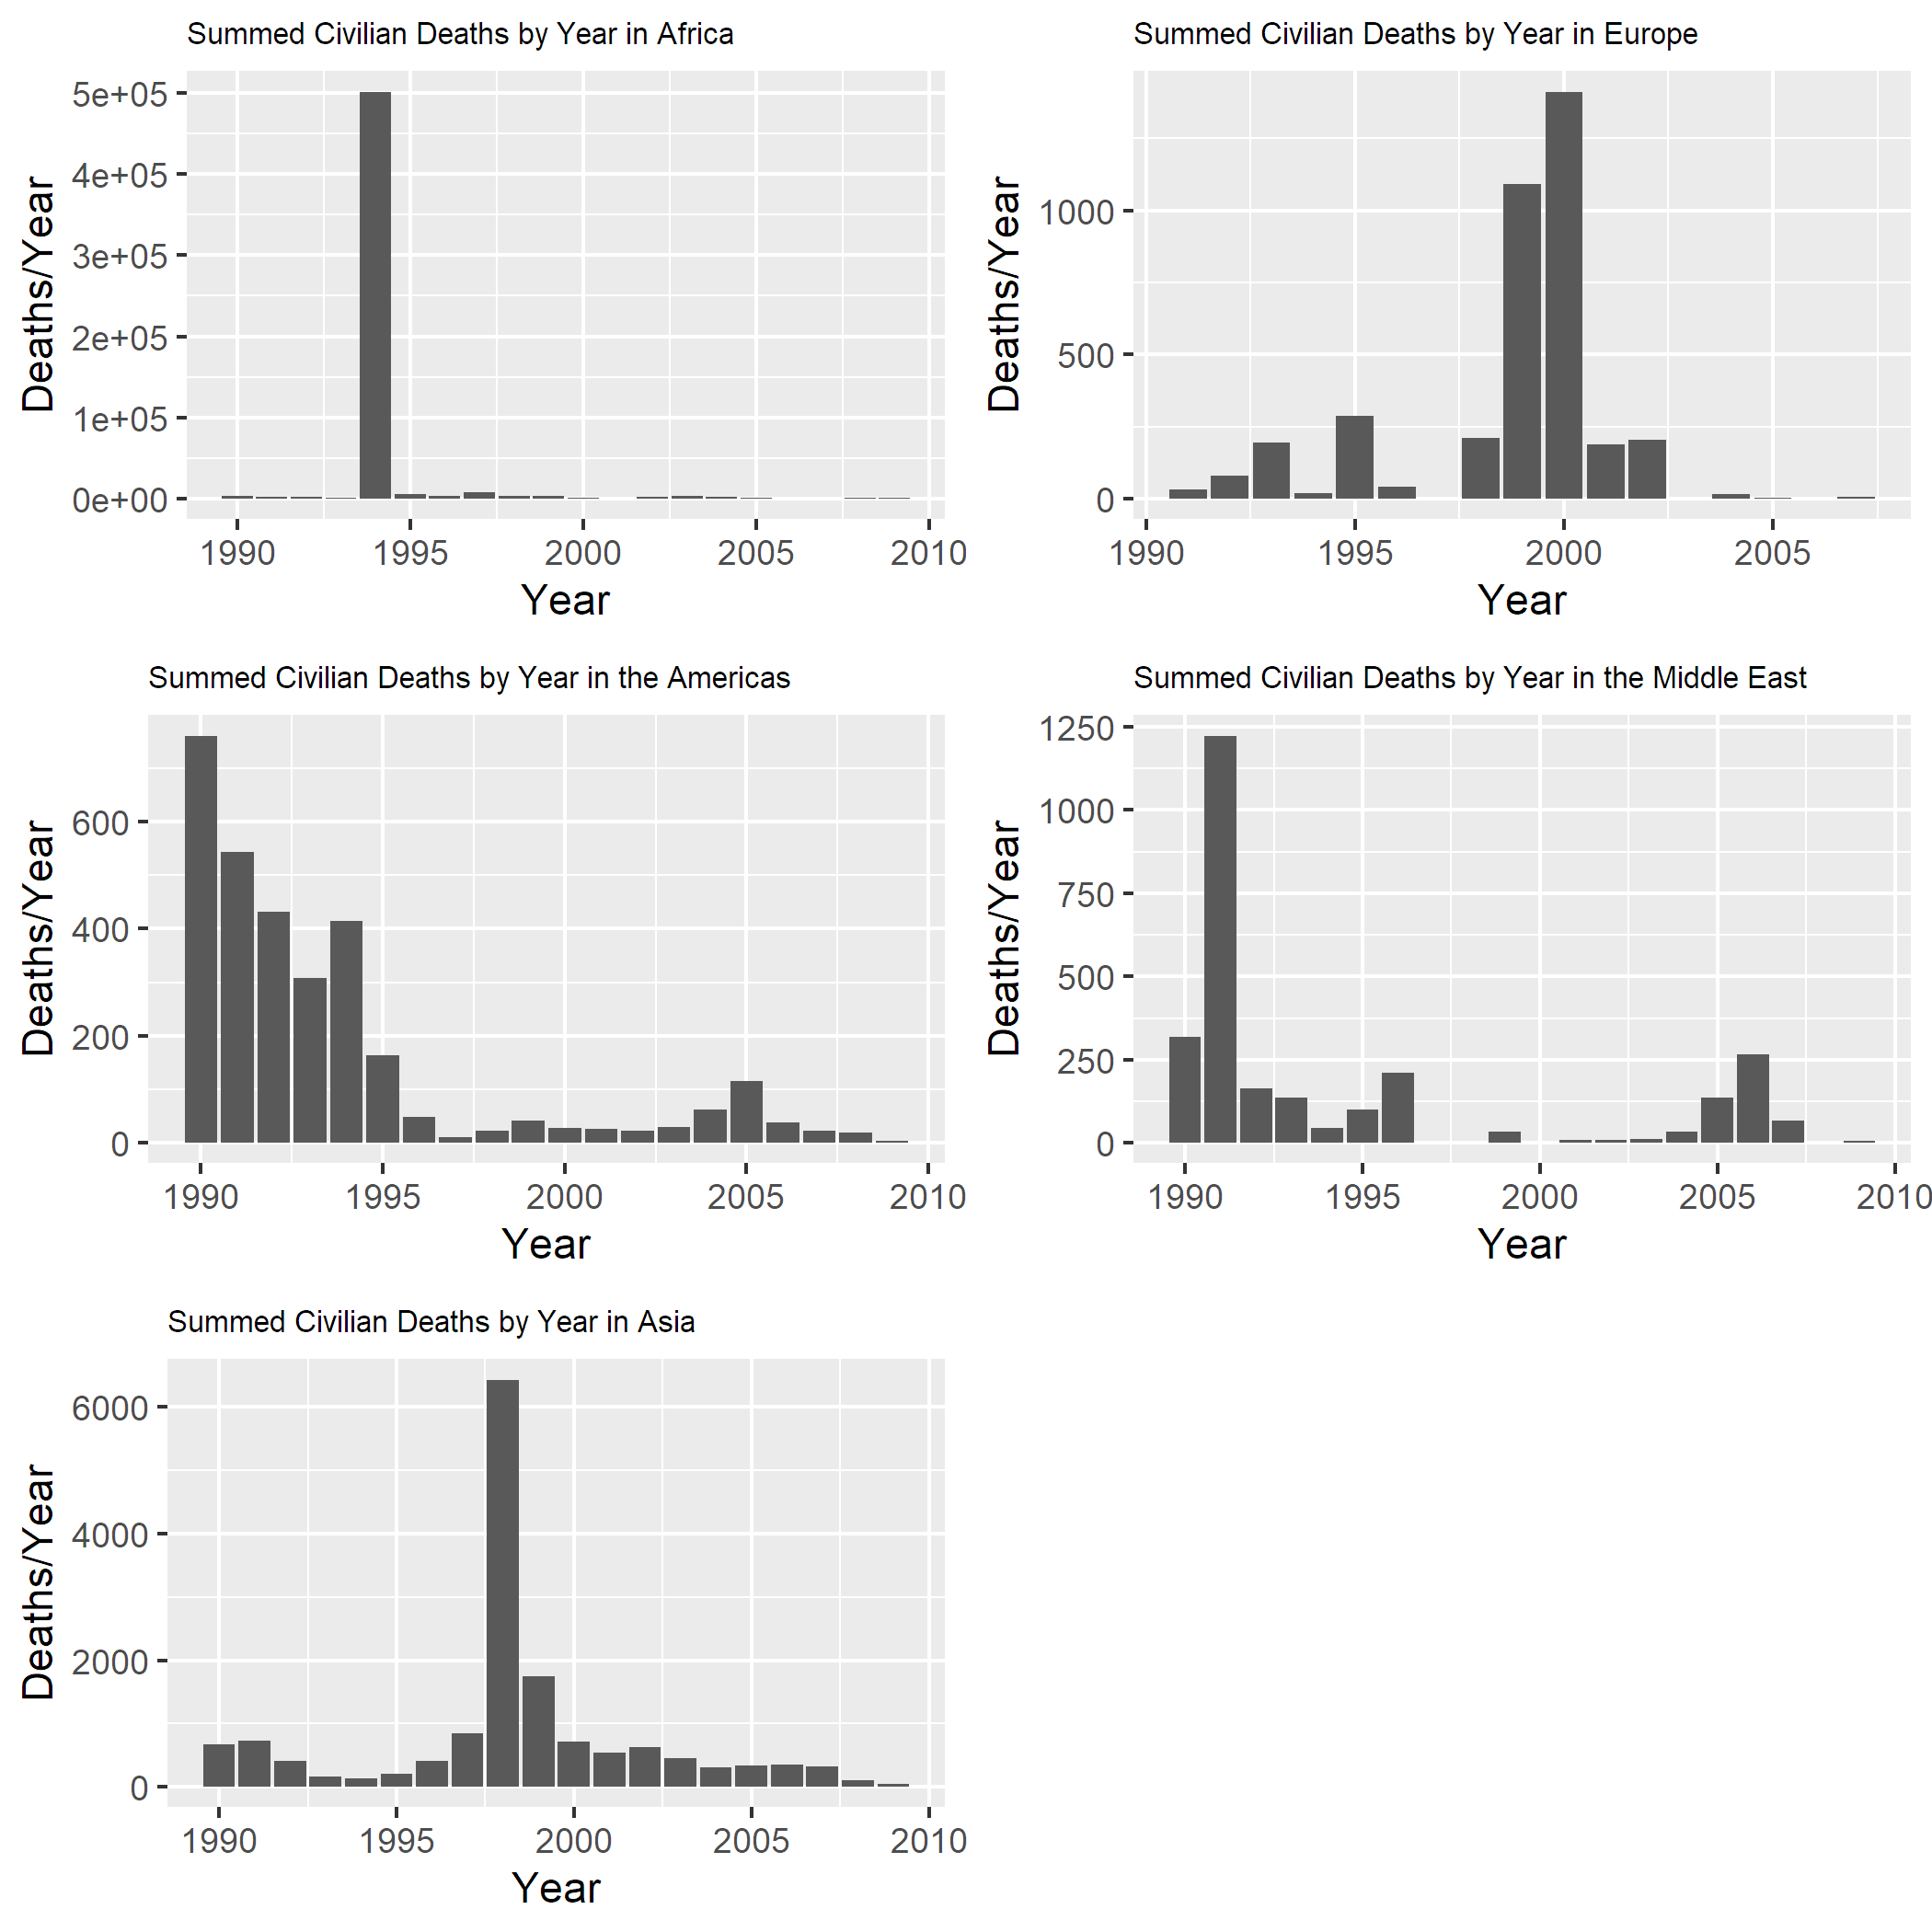 Summed Civilian Deaths by Year in Africa
Deaths/Year
5e+05
4e+05
3e+05
2e+05
1e+05
0e+00
1990 1995 2000 2005 2010
Year
Summed Civilian Deaths by Year in Europe
Deaths/Year
1000
500
0
1990 1995 2000 2005
Year
Summed Civilian Deaths by Year in the Americas
Deaths/Year
600
400
200
0
1990 1995 2000 2005 2010
Year
Summed Civilian Deaths by Year in the Middle East
Deaths/Year
1250
1000
750
500
250
0
1990 1995 2000 2005 2010
Year
Summed Civilian Deaths by Year in Asia
Deaths/Year
6000
4000
2000
0
1990 1995 2000 2005 2010
Year